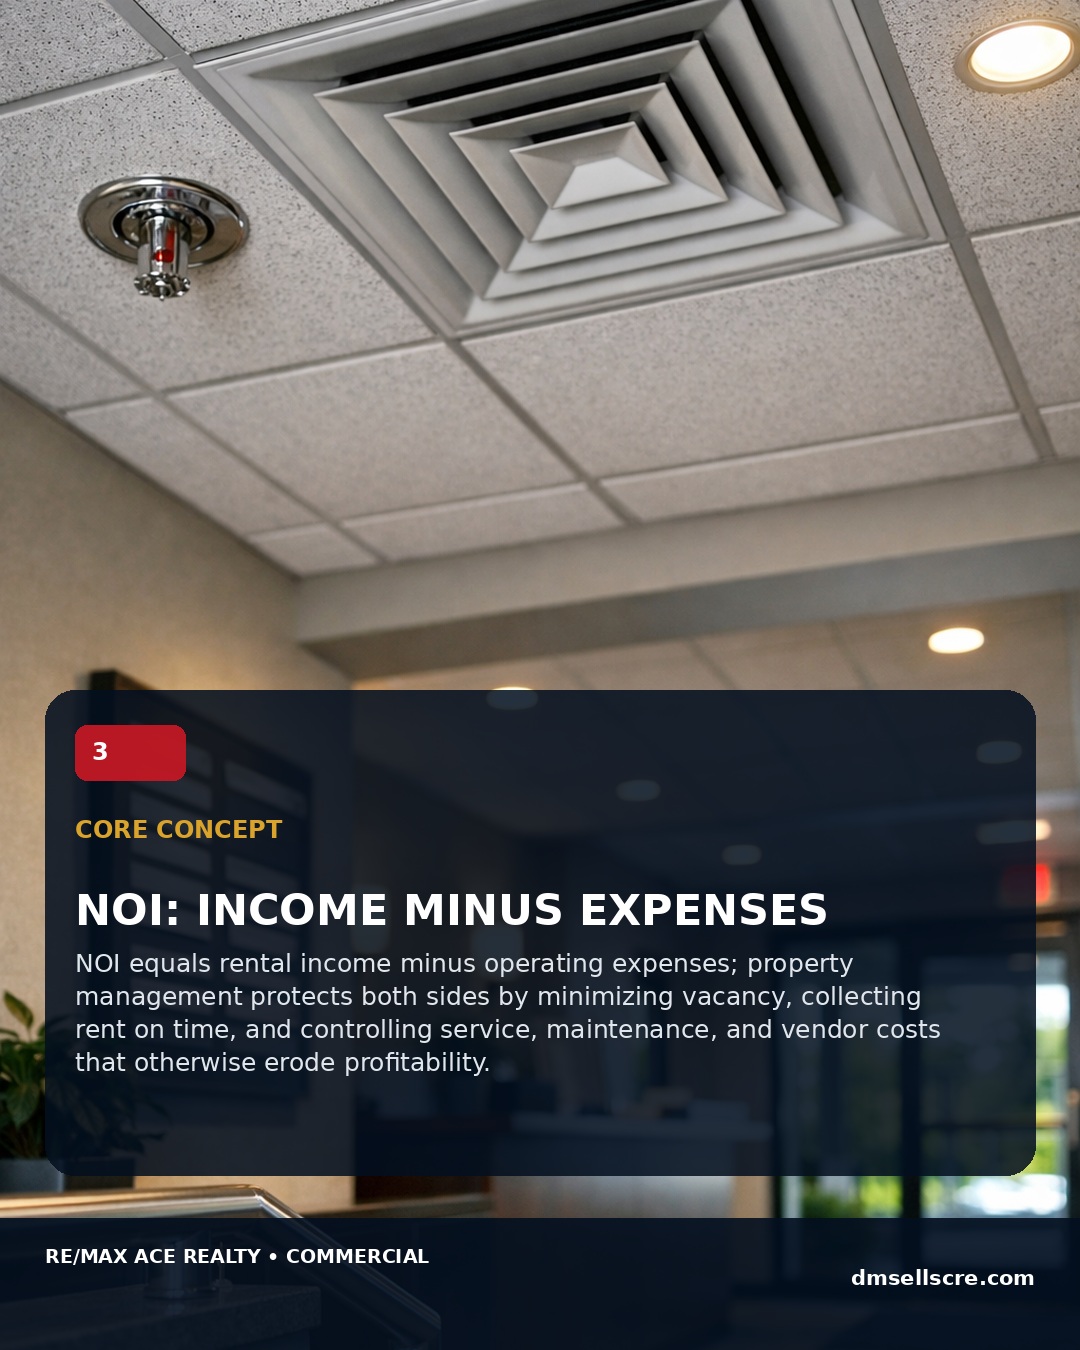 3
CORE CONCEPT
NOI: INCOME MINUS EXPENSES
NOI equals rental income minus operating expenses; property
management protects both sides by minimizing vacancy, collecting
rent on time, and controlling service, maintenance, and vendor costs
that otherwise erode profitability.
RE/MAX ACE REALTY • COMMERCIAL
dmsellscre.com